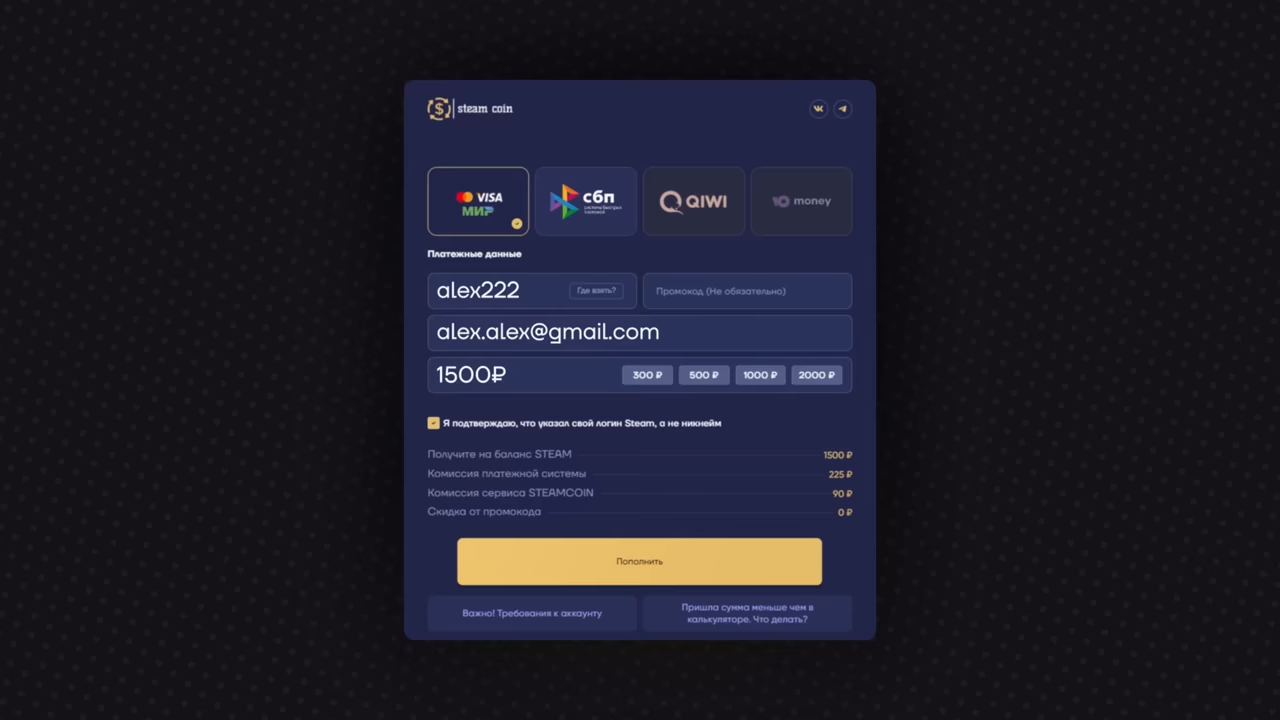 steam coin
VISA
МИР
сбп
система быстрых
платежей
QIWI
ю money
Платежные данные
alex222
Где взять?
Промокод (Не обязательно)
alex.alex@gmail.com
1500₽
300 ₽
500 ₽
1000 ₽
2000 ₽
Я подтверждаю, что указал свой логин Steam, а не никнейм
Получите на баланс STEAM 1500 ₽
Комиссия платежной системы 225 ₽
Комиссия сервиса STEAMCOIN 90 ₽
Скидка от промокода 0 ₽
Пополнить
Важно! Требования к аккаунту
Пришла сумма меньше чем в
калькуляторе. Что делать?